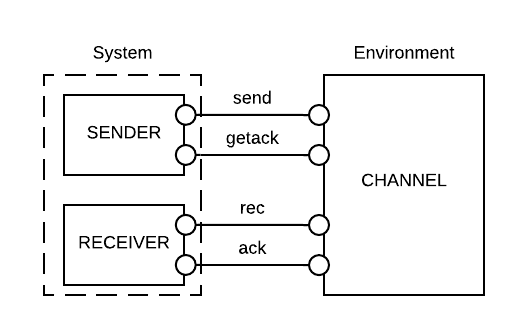 System
Environment
SENDER
send
getack
CHANNEL
RECEIVER
rec
ack